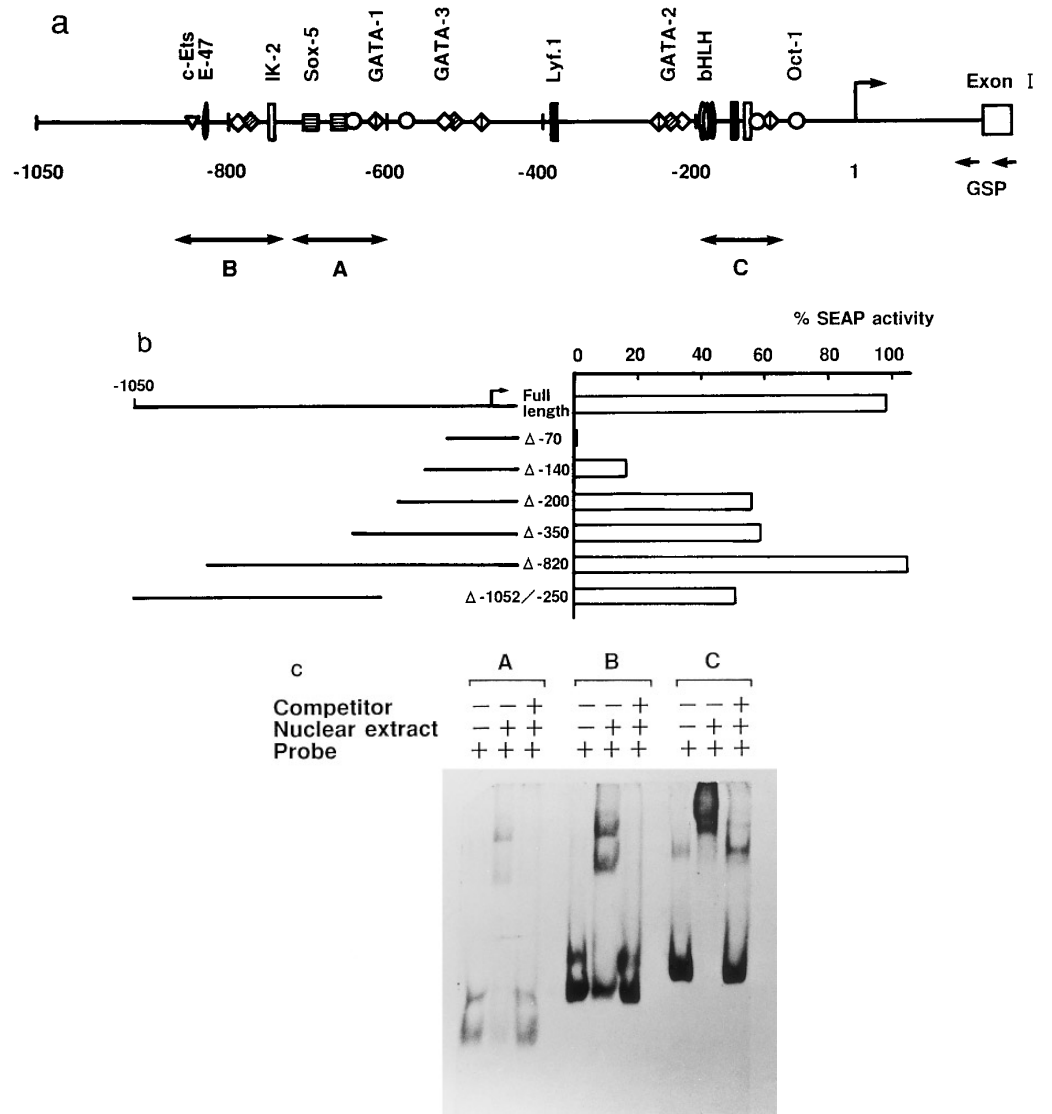 a
c-Ets
E-47
IK-2
Sox-5
GATA-1
GATA-3
Lyf.1
GATA-2
bHLH
Oct-1
Exon I
-1050
-800
-600
-400
-200
1
GSP
B
A
C
b
% SEAP activity
0 20 40 60 80 100
-1050
Full
length
Δ -70
Δ -140
Δ -200
Δ -350
Δ -820
Δ -1052/-250
c
A B C
Competitor − − + − − + − − +
Nuclear extract − + + − + + − + +
Probe + + + + + + + + +